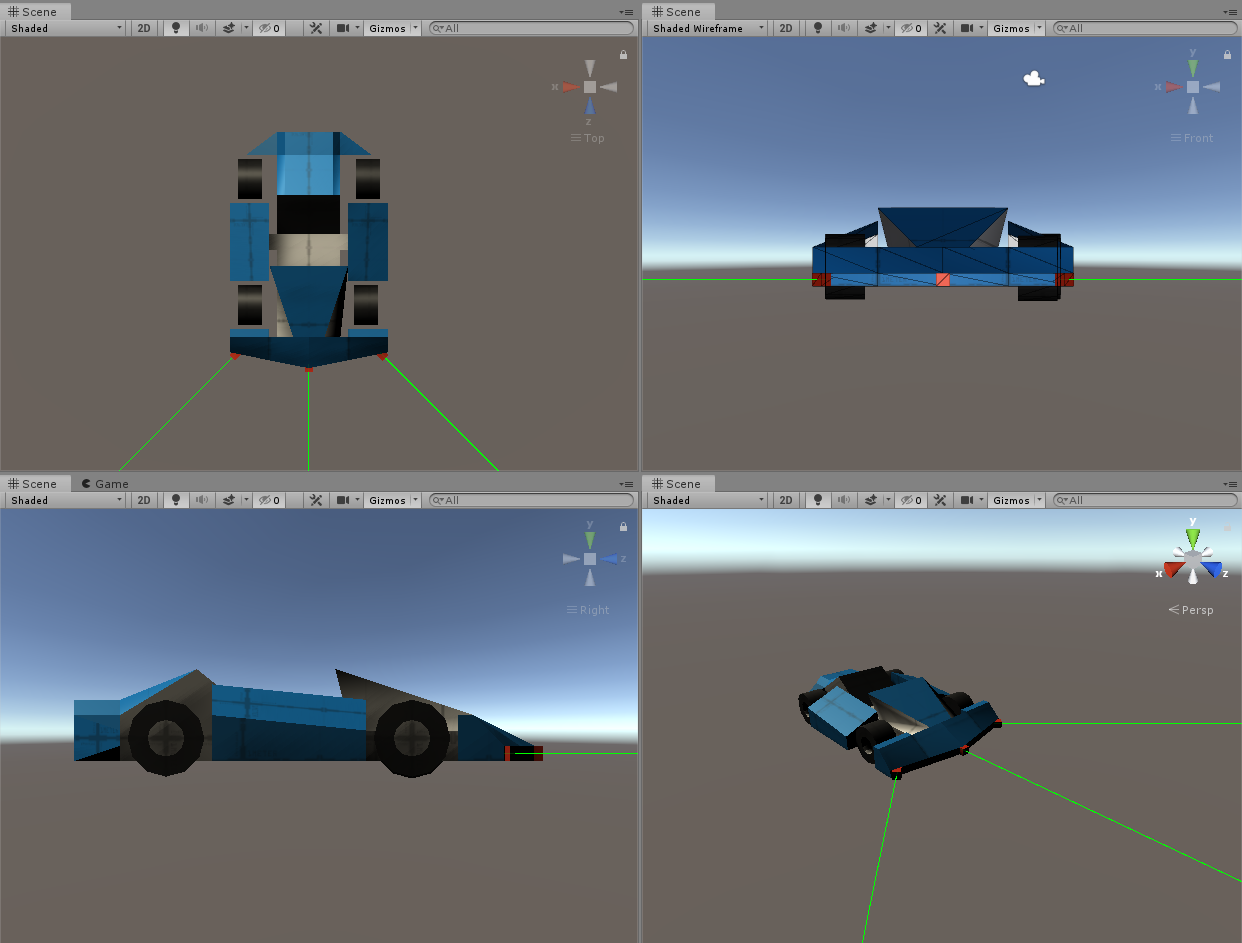 Scene
Shaded 2D 0 Gizmos All
x
z
Top
Scene
Shaded Wireframe 2D 0 Gizmos All
y
x
Front
Scene Game
Shaded 2D 0 Gizmos All
y
z
Right
Scene
Shaded 2D 0 Gizmos All
y
x z
Persp